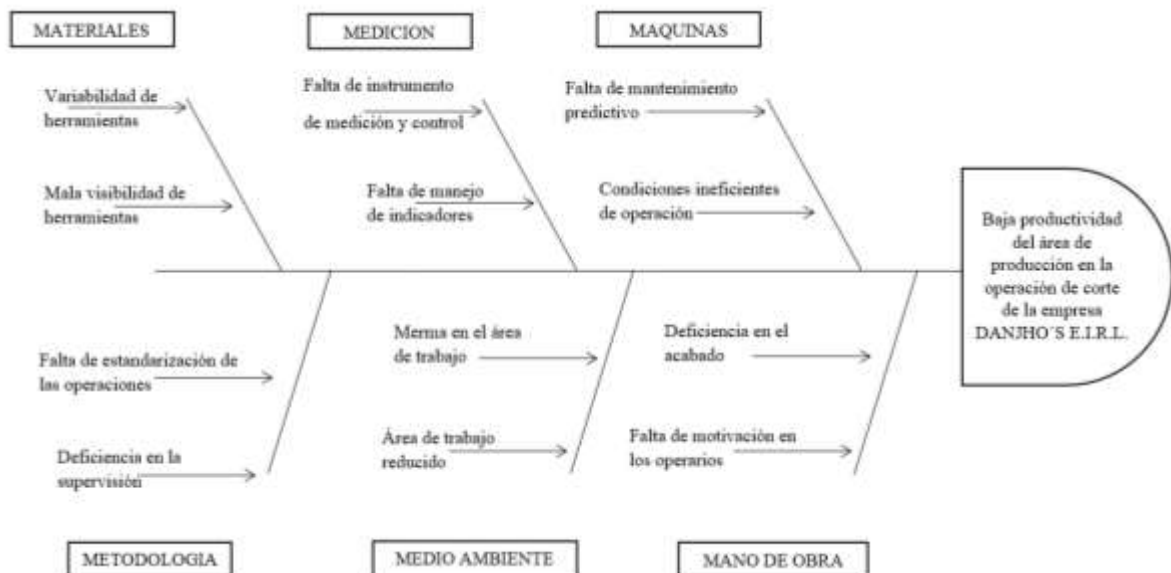 MATERIALES
MEDICION
MAQUINAS
Variabilidad de
herramientas
Mala visibilidad de
herramientas
Falta de instrumento
de medición y control
Falta de manejo
de indicadores
Falta de mantenimiento
predictivo
Condiciones ineficientes
de operación
Baja productividad
del área de
producción en la
operación de corte
de la empresa
DANJHO´S E.I.R.L.
Falta de estandarización de
las operaciones
Deficiencia en la
supervisión
Merma en el área
de trabajo
Área de trabajo
reducido
Deficiencia en el
acabado
Falta de motivación en
los operarios
METODOLOGIA
MEDIO AMBIENTE
MANO DE OBRA